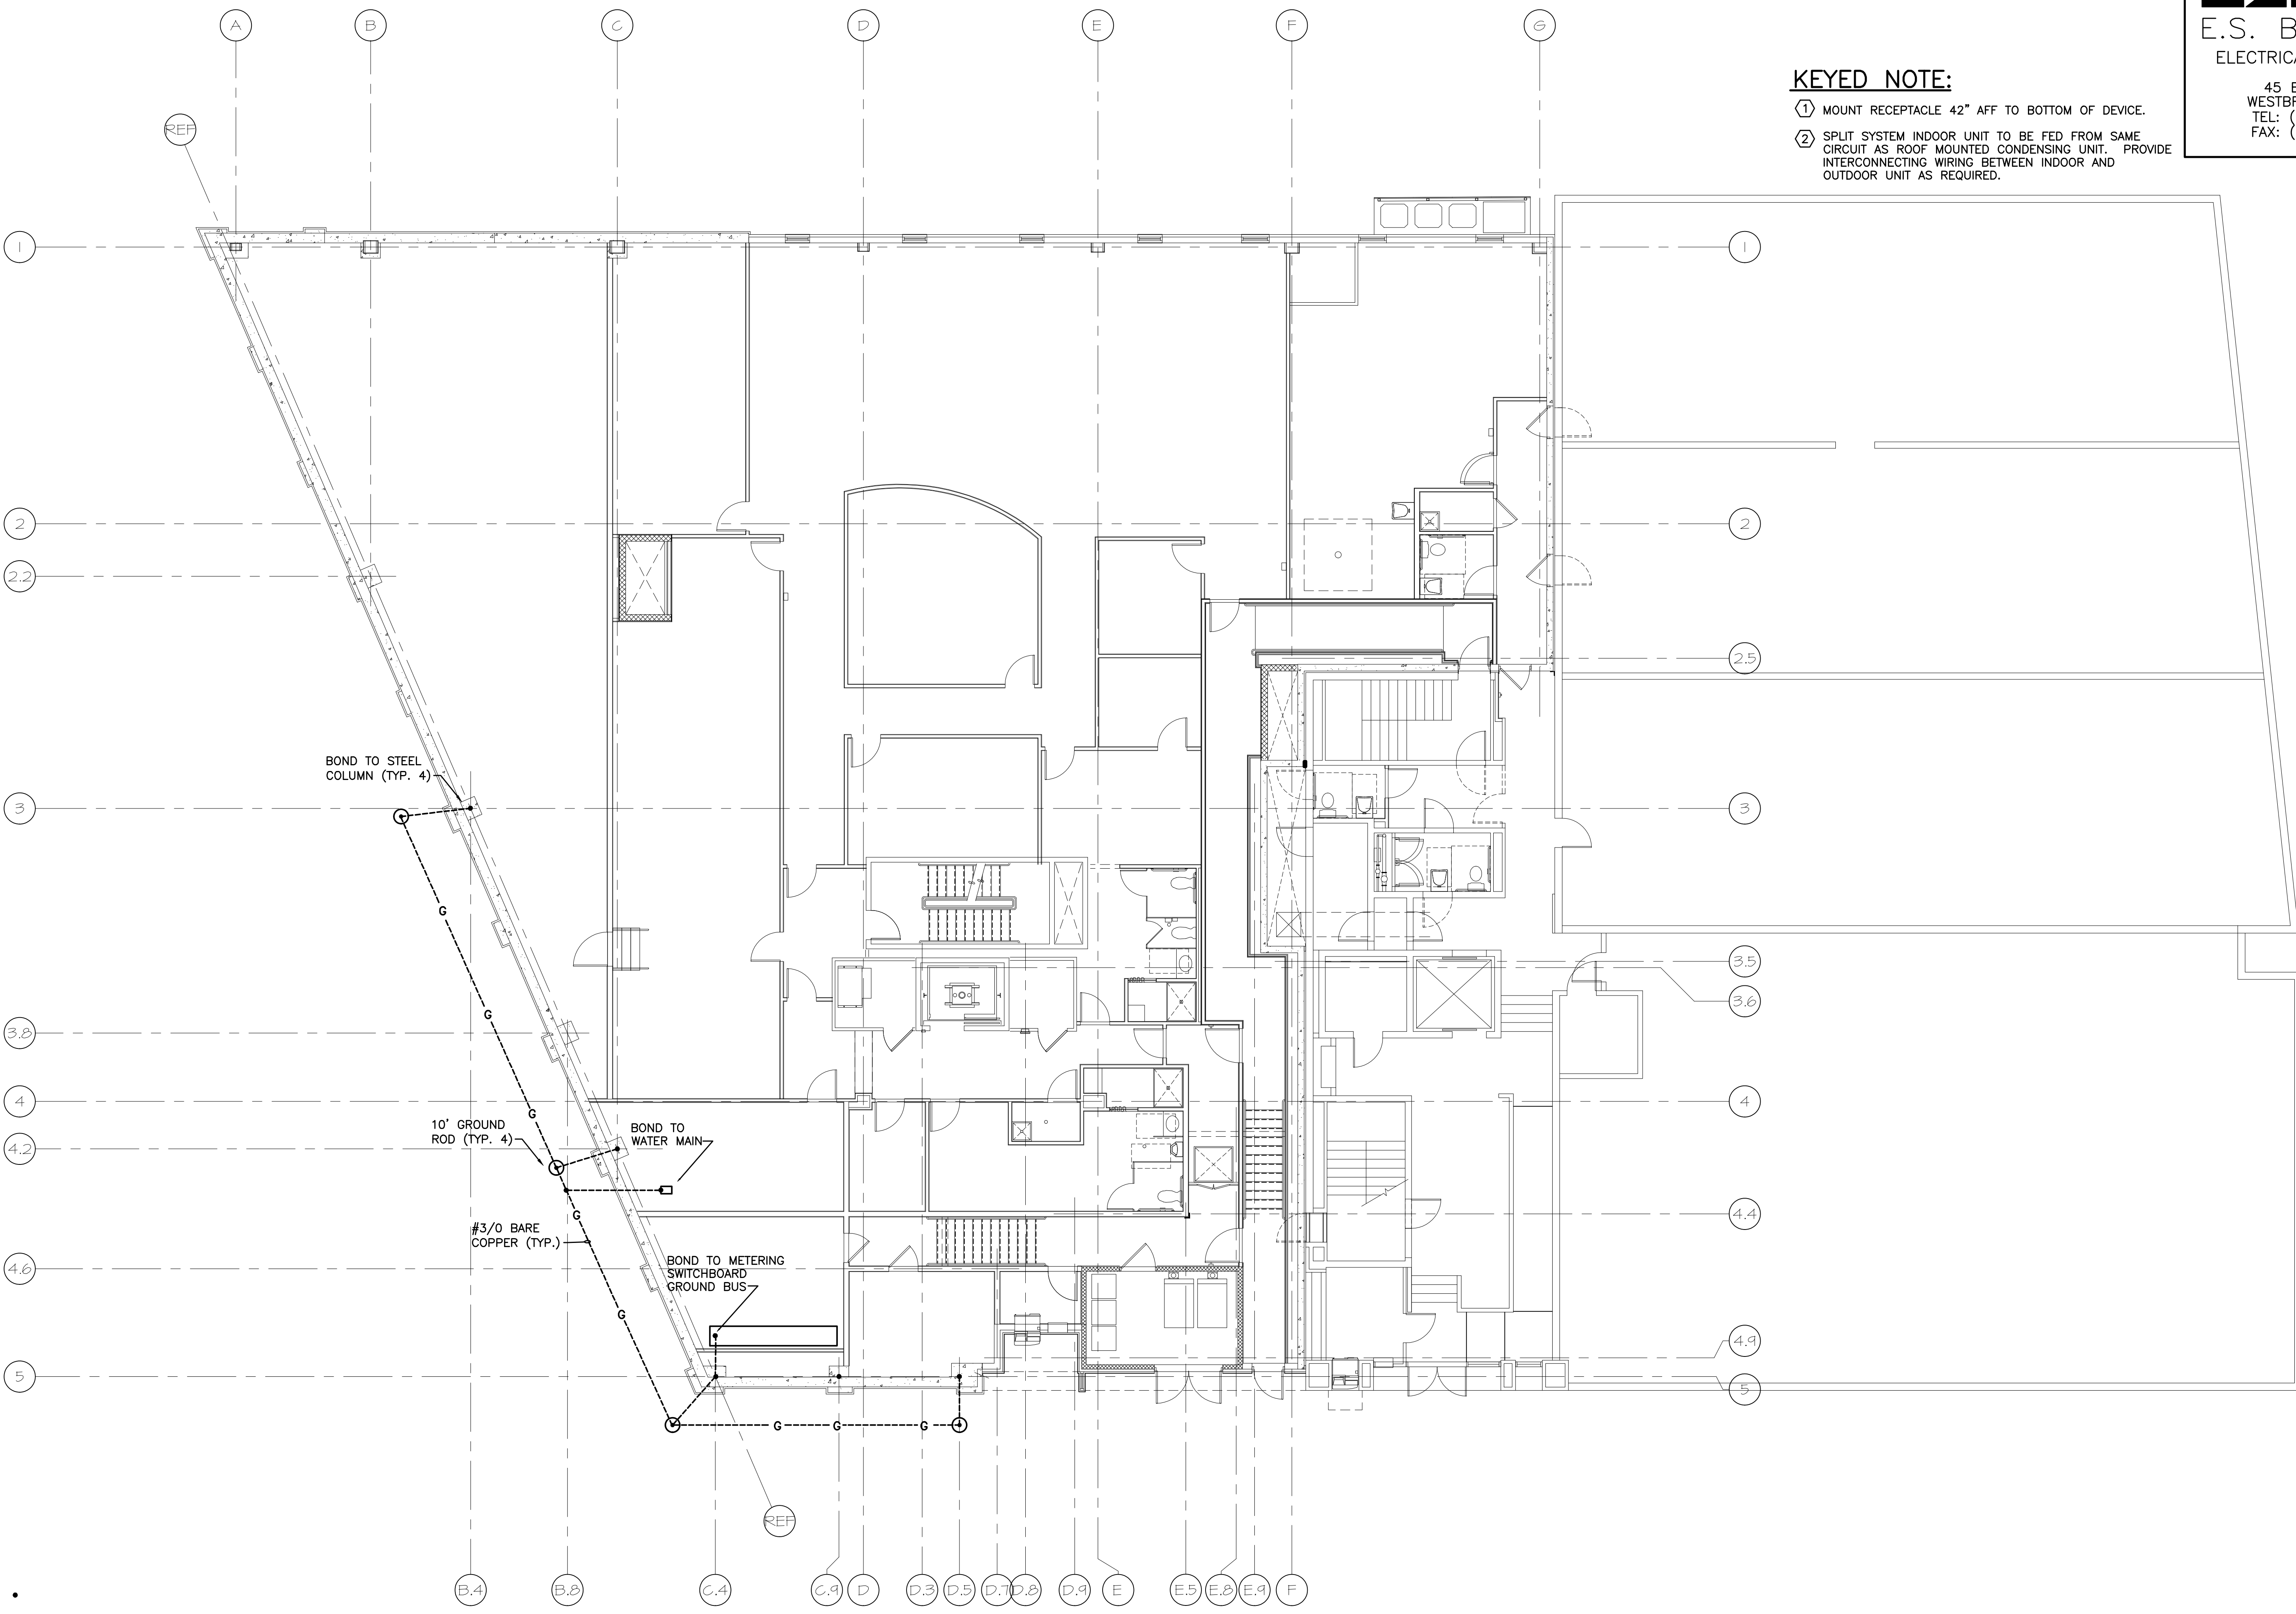 A
B
C
D
E
F
G
E.S. B
ELECTRICA
45 E
WESTBR
TEL: (
FAX: (
KEYED NOTE:
1 MOUNT RECEPTACLE 42" AFF TO BOTTOM OF DEVICE.
2 SPLIT SYSTEM INDOOR UNIT TO BE FED FROM SAME
CIRCUIT AS ROOF MOUNTED CONDENSING UNIT. PROVIDE
INTERCONNECTING WIRING BETWEEN INDOOR AND
OUTDOOR UNIT AS REQUIRED.
REF
1
1
2
2
2.2
2.5
BOND TO STEEL
COLUMN (TYP. 4)
3
3
G
3.5
3.6
G
3.8
4
4
G
10' GROUND
ROD (TYP. 4)
BOND TO
WATER MAIN
4.2
G
4.4
#3/0 BARE
COPPER (TYP.)
4.6
BOND TO METERING
SWITCHBOARD
GROUND BUS
G
4.9
5
5
G
G
G
REF
B.4
B.8
C.4
C.9
D
D.3
D.5
D.7
D.8
D.9
E
E.5
E.8
E.9
F